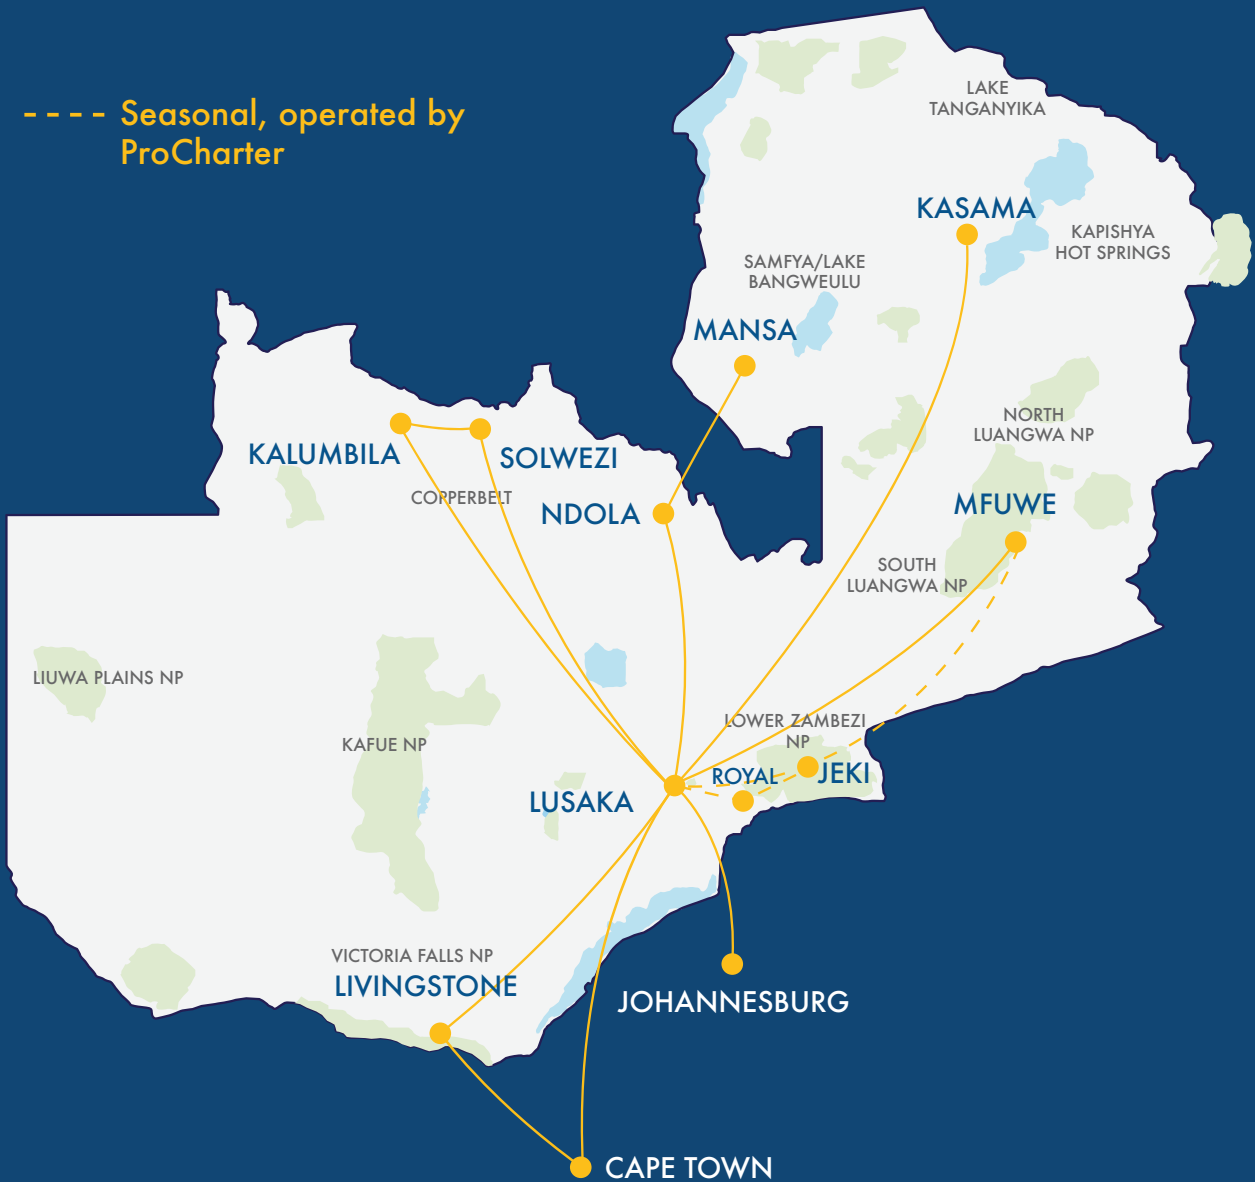 Seasonal, operated by
ProCharter
LAKE
TANGANYIKA
KASAMA
KAPISHYA
HOT SPRINGS
SAMFYA/LAKE
BANGWEULU
MANSA
NORTH
LUANGWA NP
KALUMBILA
SOLWEZI
COPPERBELT
NDOLA
MFUWE
SOUTH
LUANGWA NP
LIUWA PLAINS NP
KAFUE NP
LOWER ZAMBEZI
NP
ROYAL
JEKI
LUSAKA
VICTORIA FALLS NP
LIVINGSTONE
JOHANNESBURG
CAPE TOWN